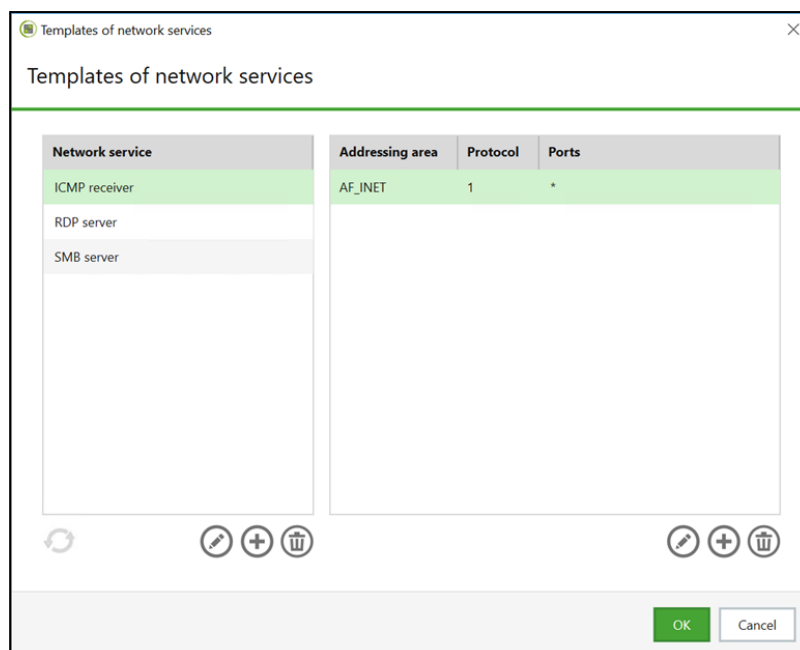 Templates of network services
Templates of network services
Network service
ICMP receiver
RDP server
SMB server
Addressing area Protocol Ports
AF_INET 1 *
OK Cancel